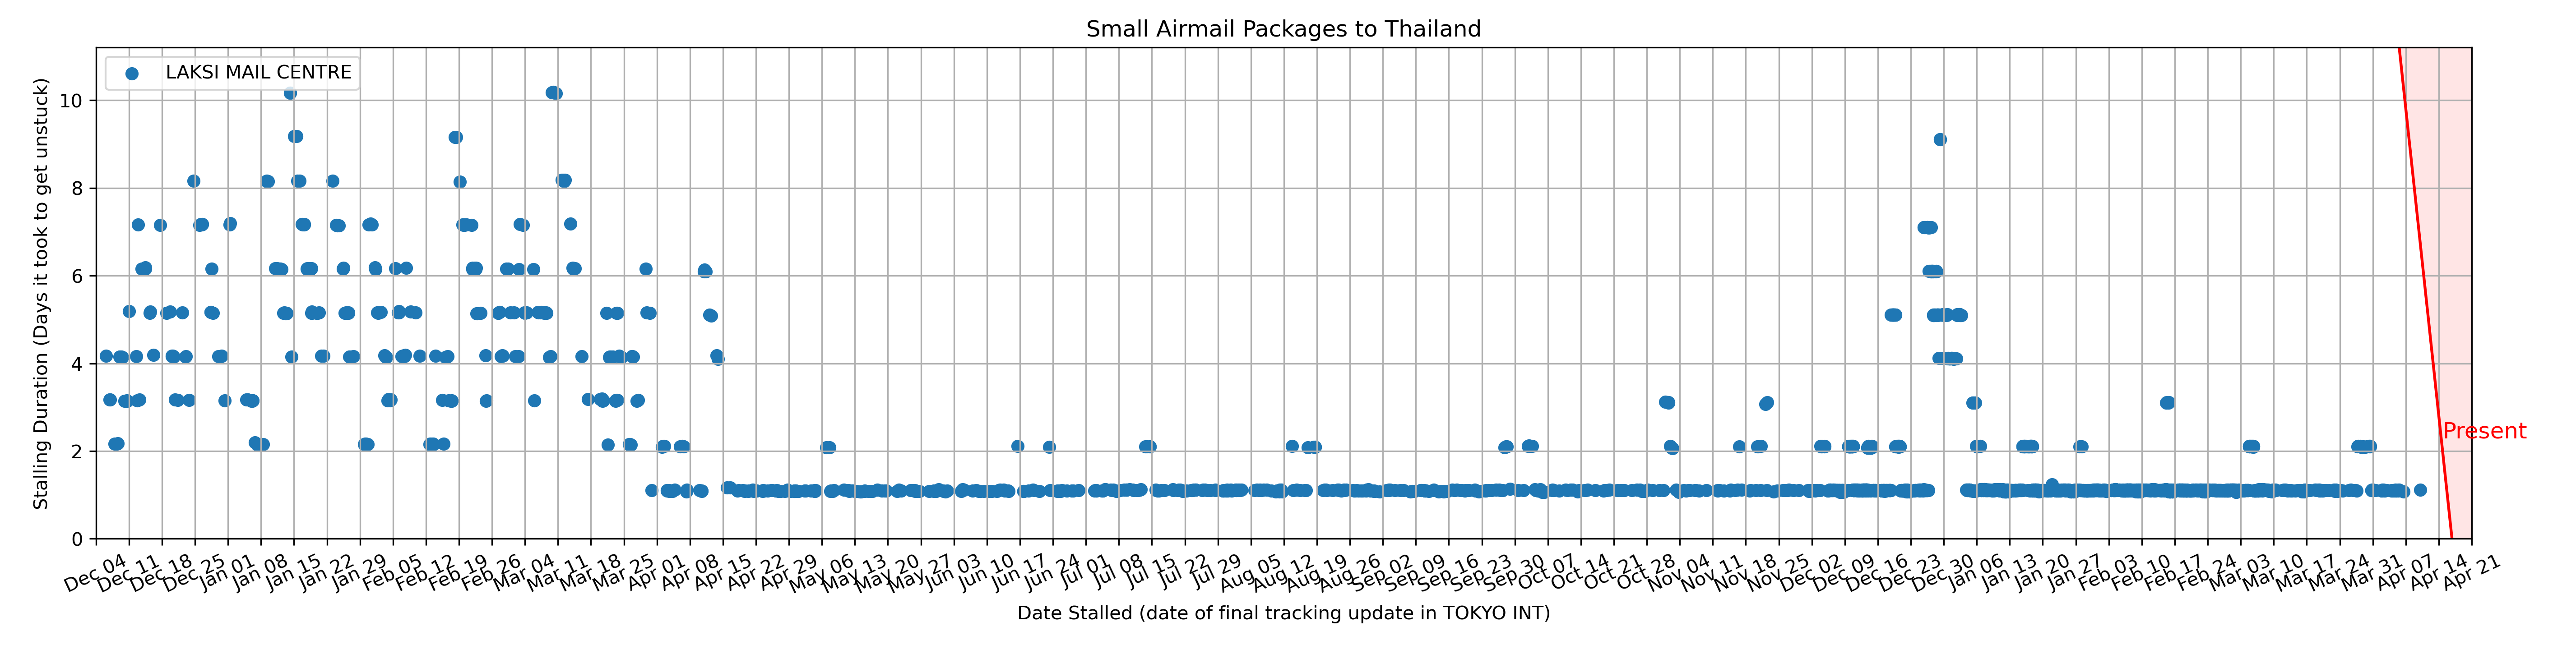 Small Airmail Packages to Thailand
LAKSI MAIL CENTRE
Stalling Duration (Days it took to get unstuck)
10
8
6
4
2
0
Present
Dec 04
Dec 11
Dec 18
Dec 25
Jan 01
Jan 08
Jan 15
Jan 22
Jan 29
Feb 05
Feb 12
Feb 19
Feb 26
Mar 04
Mar 11
Mar 18
Mar 25
Apr 01
Apr 08
Apr 15
Apr 22
Apr 29
May 06
May 13
May 20
May 27
Jun 03
Jun 10
Jun 17
Jun 24
Jul 01
Jul 08
Jul 15
Jul 22
Jul 29
Aug 05
Aug 12
Aug 19
Aug 26
Sep 02
Sep 09
Sep 16
Sep 23
Sep 30
Oct 07
Oct 14
Oct 21
Oct 28
Nov 04
Nov 11
Nov 18
Nov 25
Dec 02
Dec 09
Dec 16
Dec 23
Dec 30
Jan 06
Jan 13
Jan 20
Jan 27
Feb 03
Feb 10
Feb 17
Feb 24
Mar 03
Mar 10
Mar 17
Mar 24
Mar 31
Apr 07
Apr 14
Apr 21
Date Stalled (date of final tracking update in TOKYO INT)